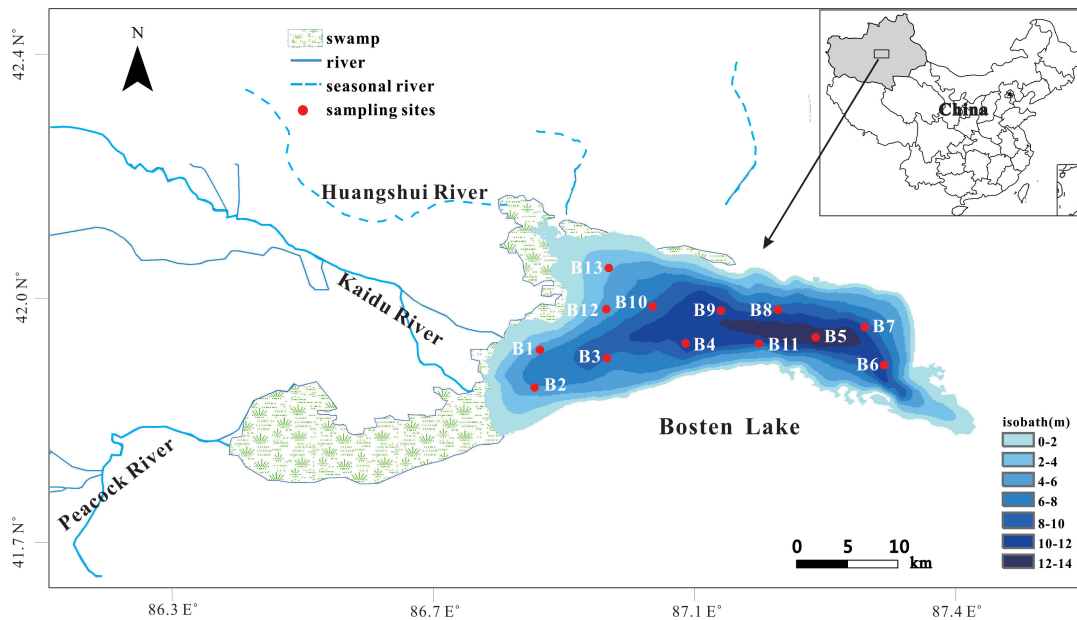 N
swamp
river
seasonal river
sampling sites
China
42.4 N°
42.0 N°
41.7 N°
Huangshui River
Kaidu River
Peacock River
Bosten Lake
B13
B12
B10
B9
B8
B7
B1
B3
B4
B11
B5
B6
B2
isobath(m)
0-2
2-4
4-6
6-8
8-10
10-12
12-14
0 5 10
km
86.3 E°
86.7 E°
87.1 E°
87.4 E°